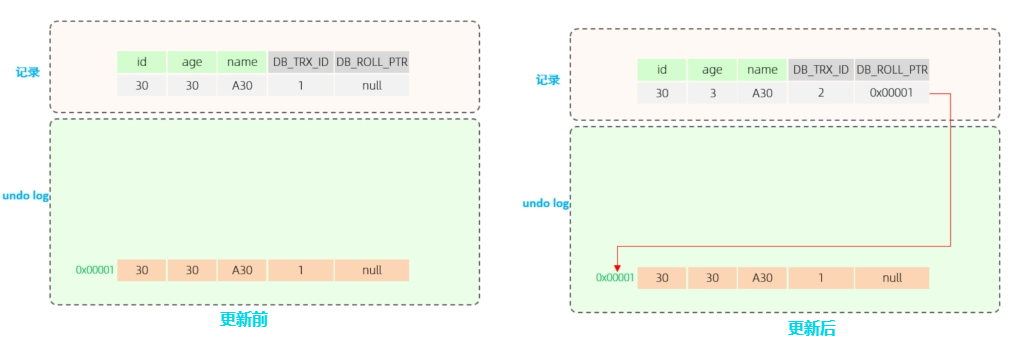 记录
id age name DB_TRX_ID DB_ROLL_PTR
30 30 A30 1 null
undo log
0x00001 30 30 A30 1 null
更新前
记录
id age name DB_TRX_ID DB_ROLL_PTR
30 3 A30 2 0x00001
undo log
0x00001 30 30 A30 1 null
更新后